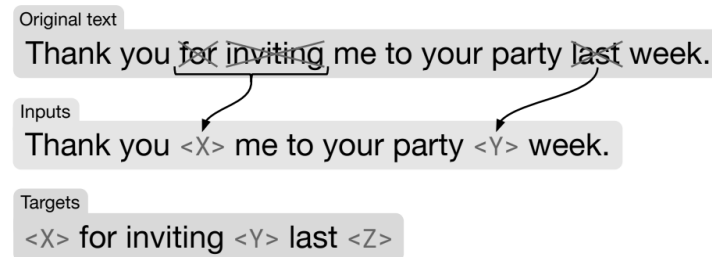 Original text
Thank you for inviting me to your party last week.
Inputs
Thank you <X> me to your party <Y> week.
Targets
<X> for inviting <Y> last <Z>